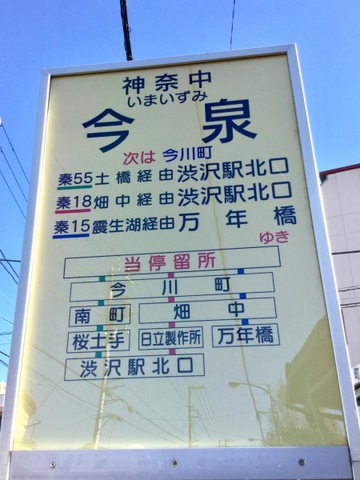 神奈中
いまいずみ
今泉
次は 今川町
秦55土橋経由渋沢駅北口
秦18畑中経由渋沢駅北口
秦15震生湖経由万年橋
ゆき
当停留所
今川町
南町 畑中
桜土手 日立製作所 万年橋
渋沢駅北口